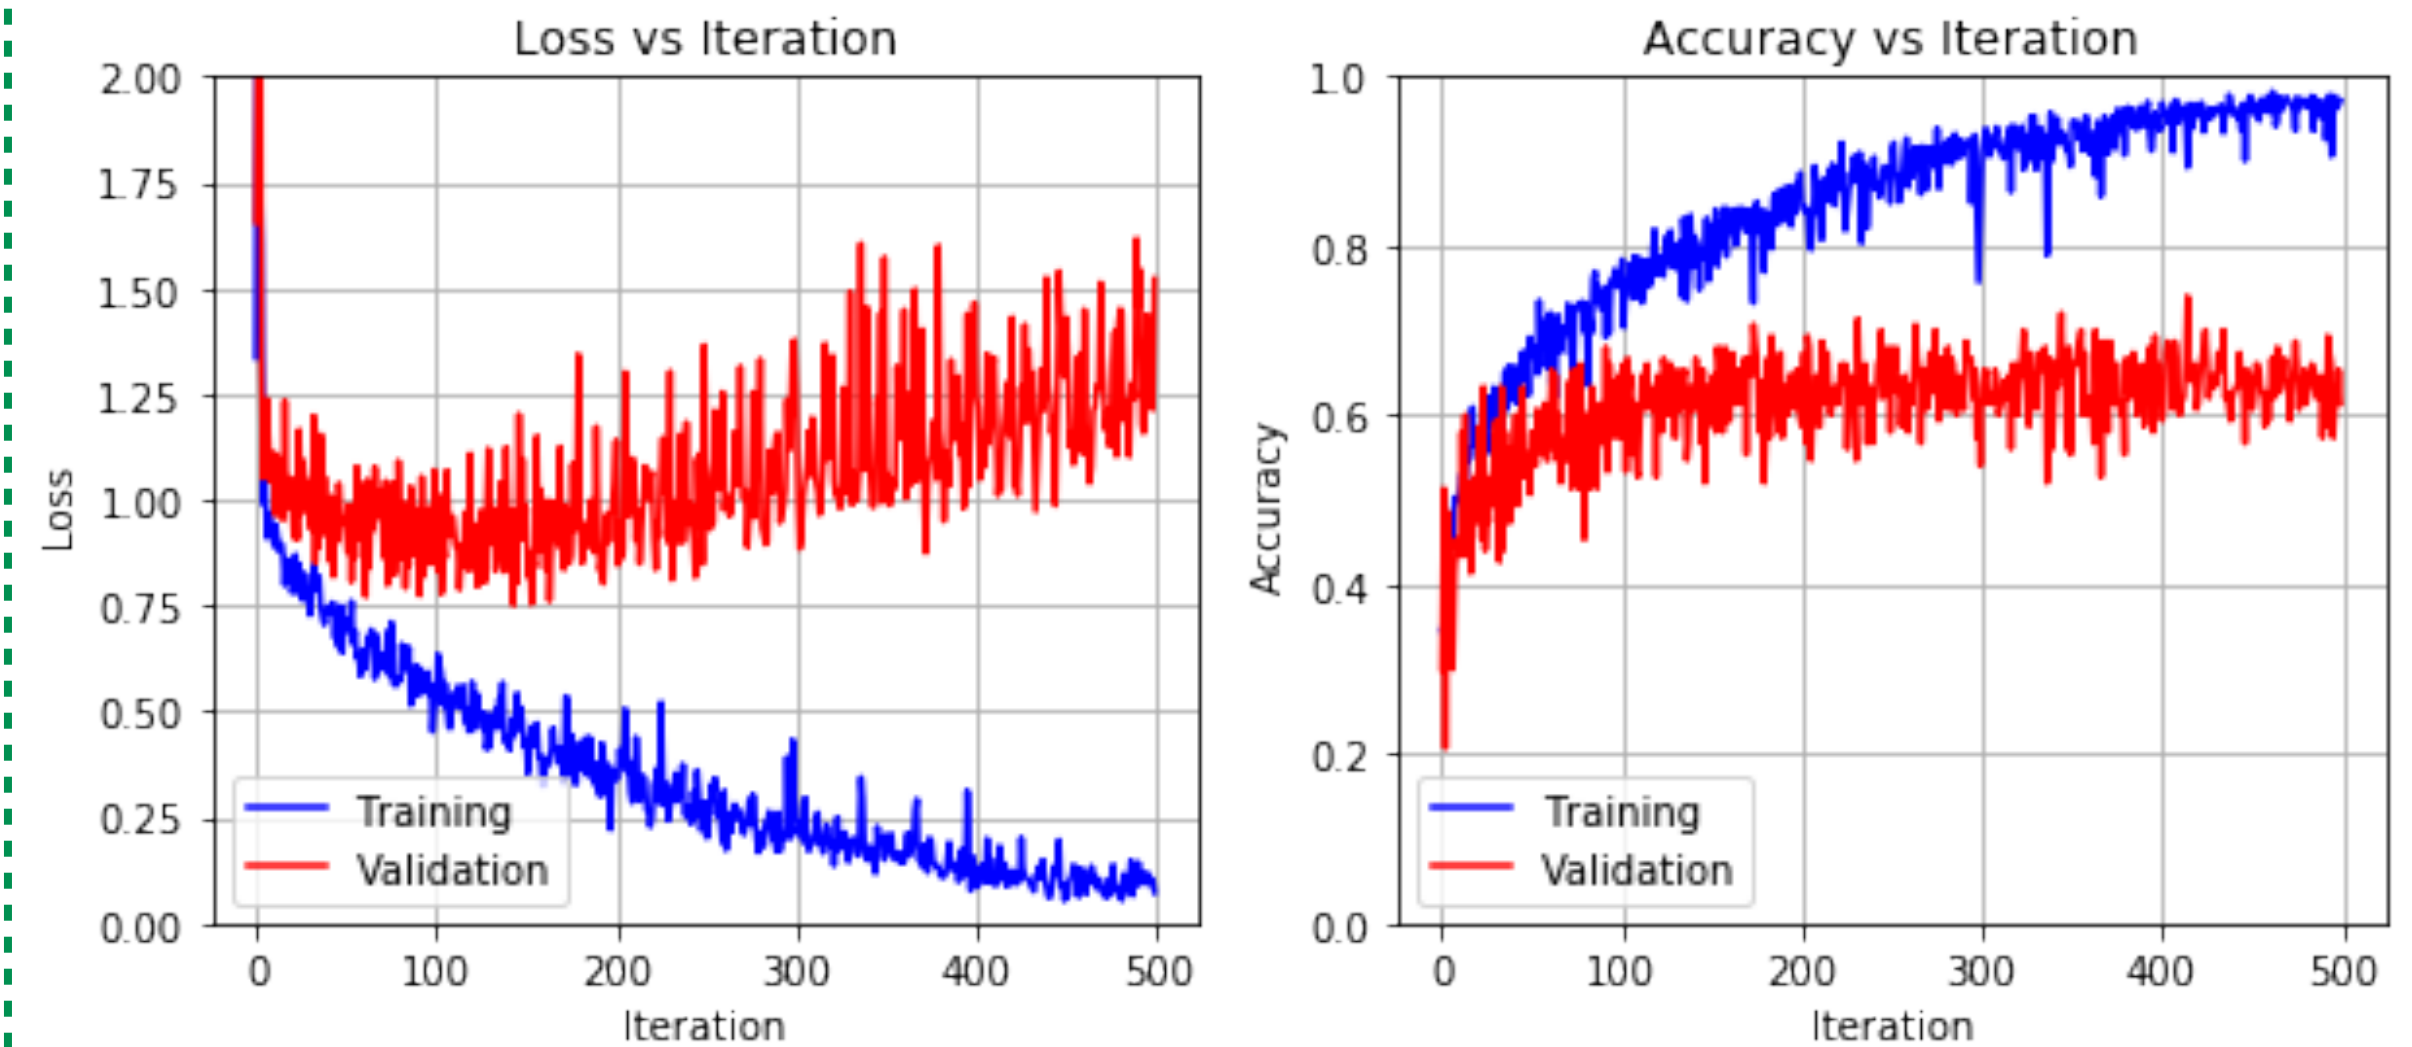 Loss vs Iteration
2.00
1.75
1.50
1.25
1.00
0.75
0.50
0.25
0.00
Loss
Training
Validation
0 100 200 300 400 500
Iteration
Accuracy vs Iteration
1.0
0.8
0.6
0.4
0.2
0.0
Accuracy
Training
Validation
0 100 200 300 400 500
Iteration